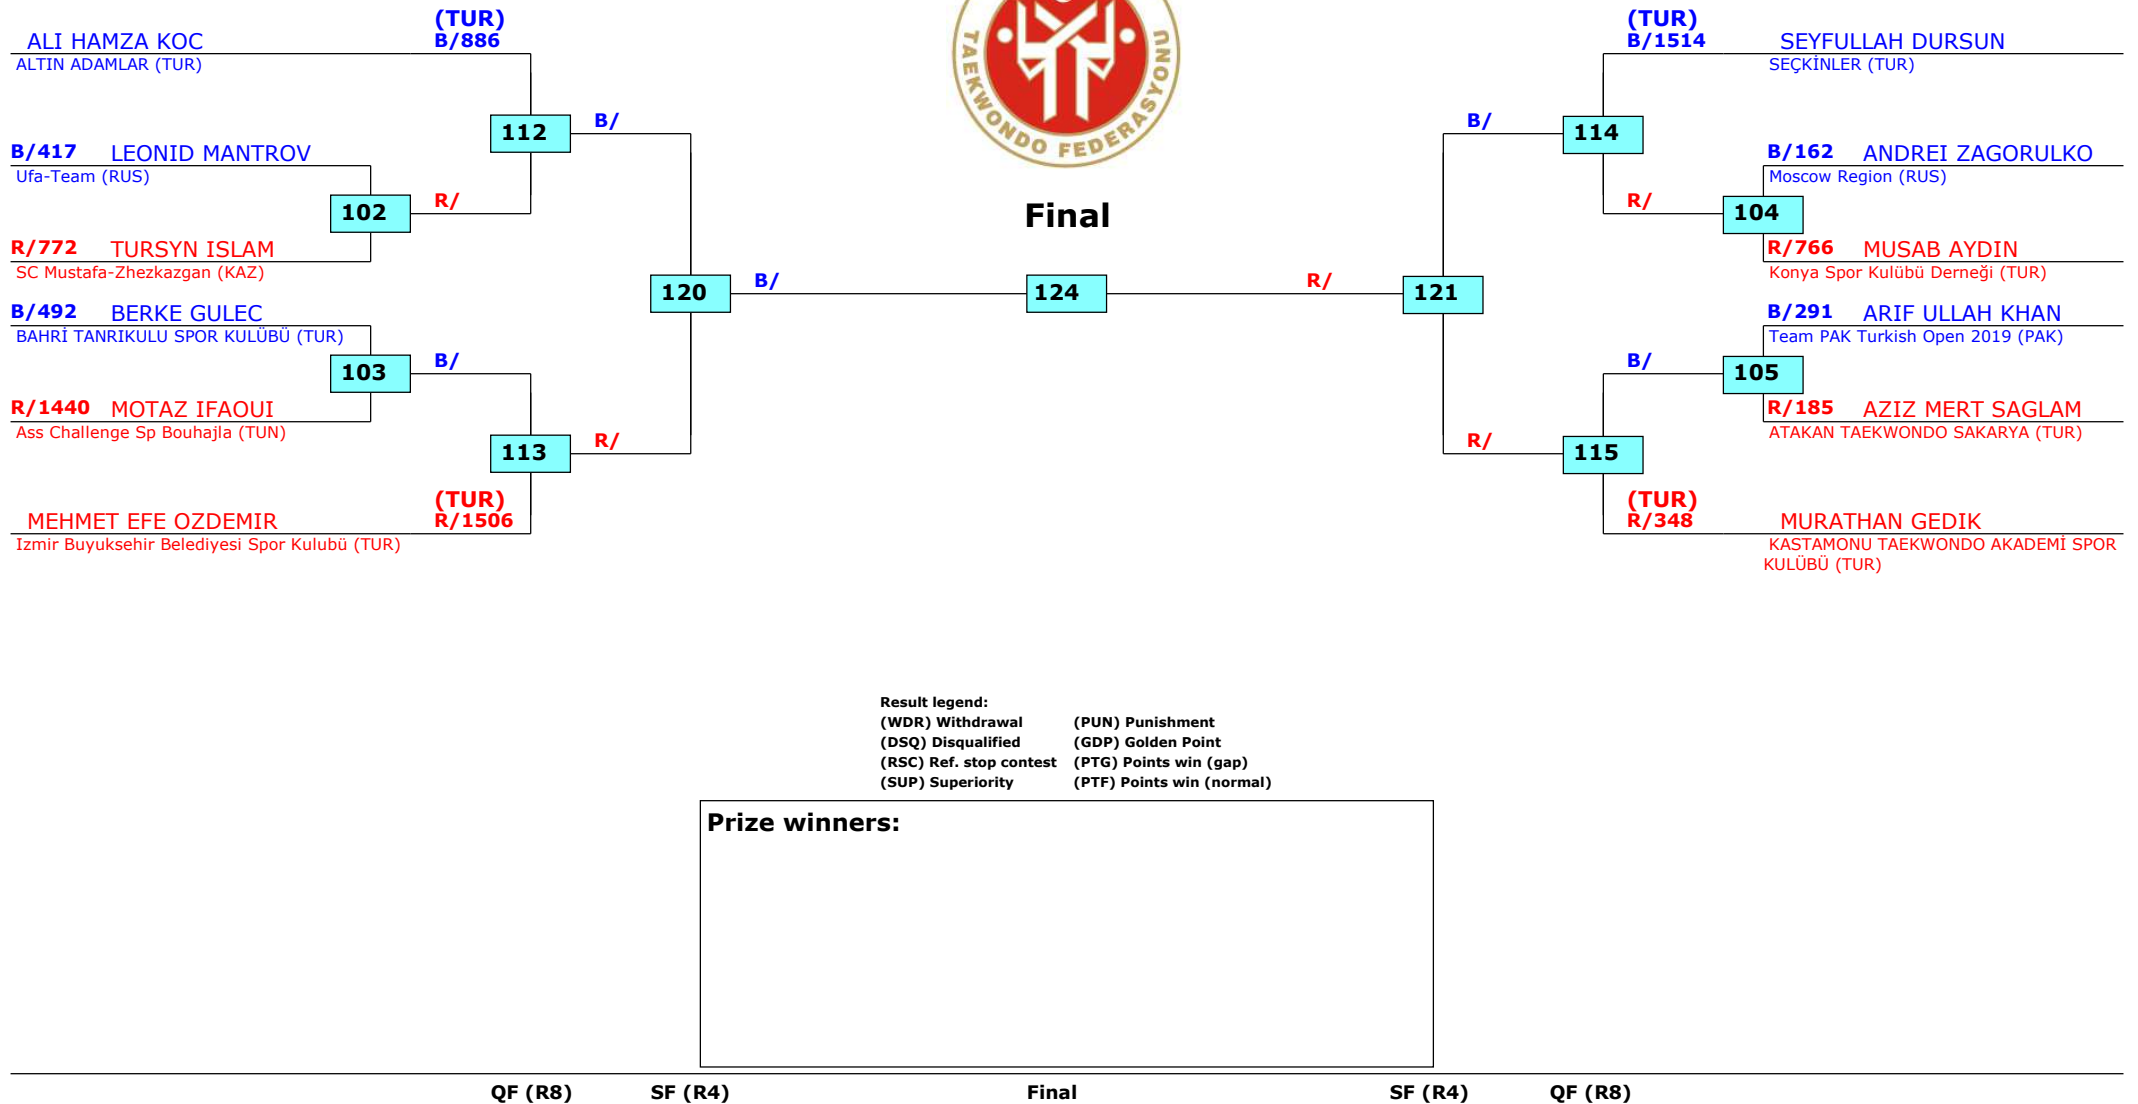 (TUR)
B/886
ALI HAMZA KOC
ALTIN ADAMLAR (TUR)
112
B/
B/417 LEONID MANTROV
Ufa-Team (RUS)
102
R/
R/772 TURSYN ISLAM
SC Mustafa-Zhezkazgan (KAZ)
120
B/
B/492 BERKE GULEC
BAHRİ TANRIKULU SPOR KULÜBÜ (TUR)
103
B/
R/1440 MOTAZ IFAOUI
Ass Challenge Sp Bouhajla (TUN)
113
R/
(TUR)
R/1506
MEHMET EFE OZDEMIR
Izmir Buyuksehir Belediyesi Spor Kulubü (TUR)
TAEKWONDO FEDERASYONU
Final
124
(TUR)
B/1514
SEYFULLAH DURSUN
SEÇKİNLER (TUR)
B/
114
B/162 ANDREI ZAGORULKO
Moscow Region (RUS)
R/
104
R/766 MUSAB AYDIN
Konya Spor Kulübü Derneği (TUR)
R/
121
B/291 ARIF ULLAH KHAN
Team PAK Turkish Open 2019 (PAK)
B/
105
R/185 AZIZ MERT SAGLAM
ATAKAN TAEKWONDO SAKARYA (TUR)
R/
115
(TUR)
R/348
MURATHAN GEDIK
KASTAMONU TAEKWONDO AKADEMİ SPOR
KULÜBÜ (TUR)
Result legend:
(WDR) Withdrawal (PUN) Punishment
(DSQ) Disqualified (GDP) Golden Point
(RSC) Ref. stop contest (PTG) Points win (gap)
(SUP) Superiority (PTF) Points win (normal)
Prize winners:
QF (R8) SF (R4) Final SF (R4) QF (R8)